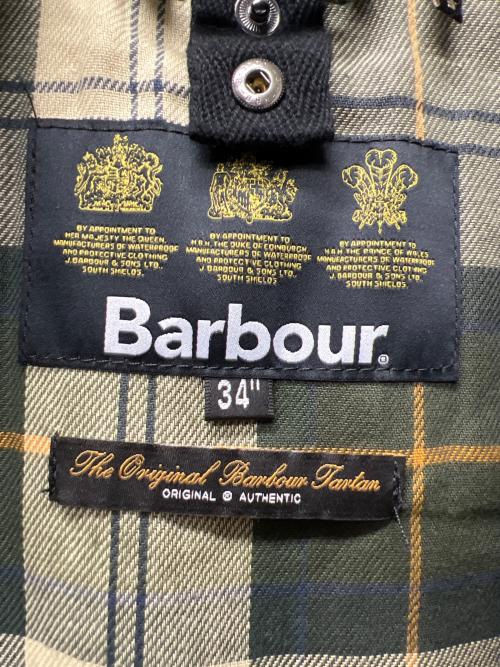 BY APPOINTMENT TO
HER MAJESTY THE QUEEN,
MANUFACTURERS OF WATERPROOF
AND PROTECTIVE CLOTHING
J. BARBOUR & SONS LTD.
SOUTH SHIELDS.
BY APPOINTMENT TO
H.R.H. THE DUKE OF EDINBURGH
MANUFACTURERS OF WATERPROOF
AND PROTECTIVE CLOTHING
J. BARBOUR & SONS LTD.
SOUTH SHIELDS.
BY APPOINTMENT TO
H.R.H. THE PRINCE OF WALES
MANUFACTURERS OF WATERPROOF
AND PROTECTIVE CLOTHING
J. BARBOUR & SONS LTD.
SOUTH SHIELDS.
Barbour®
34"
The Original Barbour Tartan
ORIGINAL ® AUTHENTIC